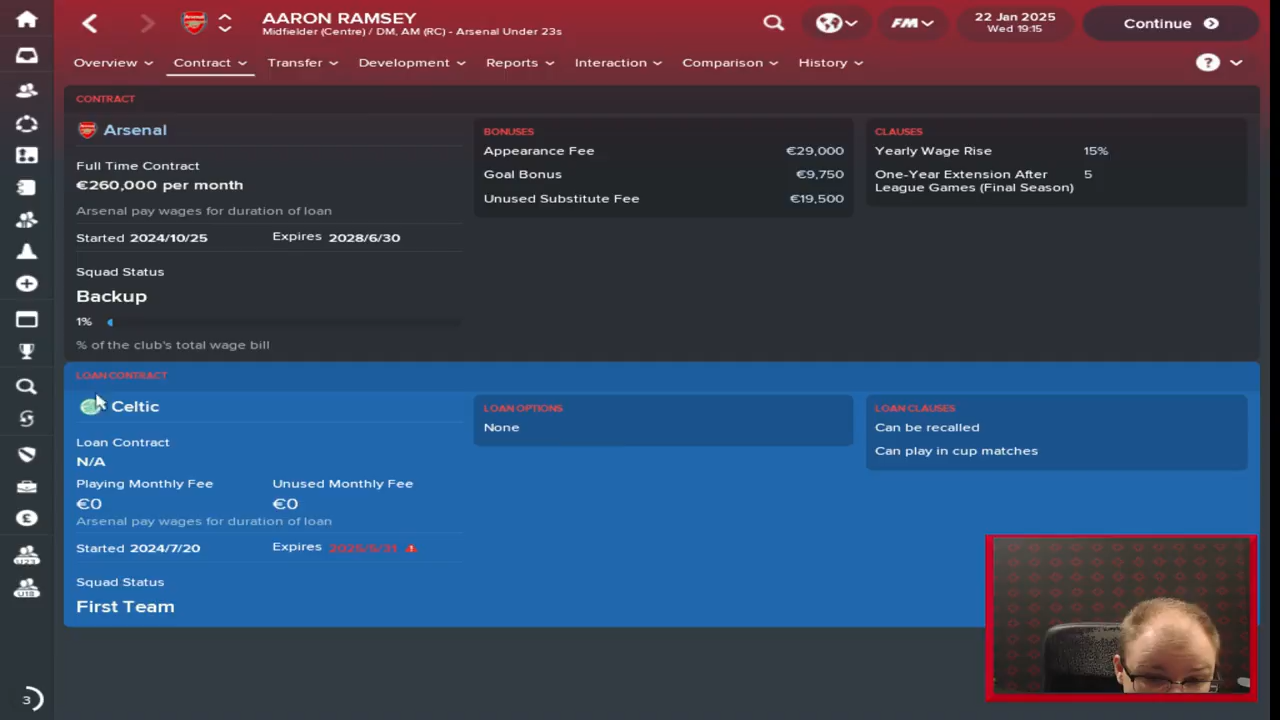 AARON RAMSEY
Midfielder (Centre) / DM, AM (RC) - Arsenal Under 23s
FM
22 Jan 2025
Wed 19:15
Continue
Overview
Contract
Transfer
Development
Reports
Interaction
Comparison
History
?
CONTRACT
Arsenal
Full Time Contract
€260,000 per month
Arsenal pay wages for duration of loan
Started 2024/10/25 Expires 2028/6/30
Squad Status
Backup
1%
% of the club's total wage bill
BONUSES
Appearance Fee €29,000
Goal Bonus €9,750
Unused Substitute Fee €19,500
CLAUSES
Yearly Wage Rise 15%
One-Year Extension After 5
League Games (Final Season)
LOAN CONTRACT
Celtic
Loan Contract
N/A
Playing Monthly Fee Unused Monthly Fee
€0 €0
Arsenal pay wages for duration of loan
Started 2024/7/20 Expires 2025/5/31
Squad Status
First Team
LOAN OPTIONS
None
LOAN CLAUSES
Can be recalled
Can play in cup matches
U23
U18
3